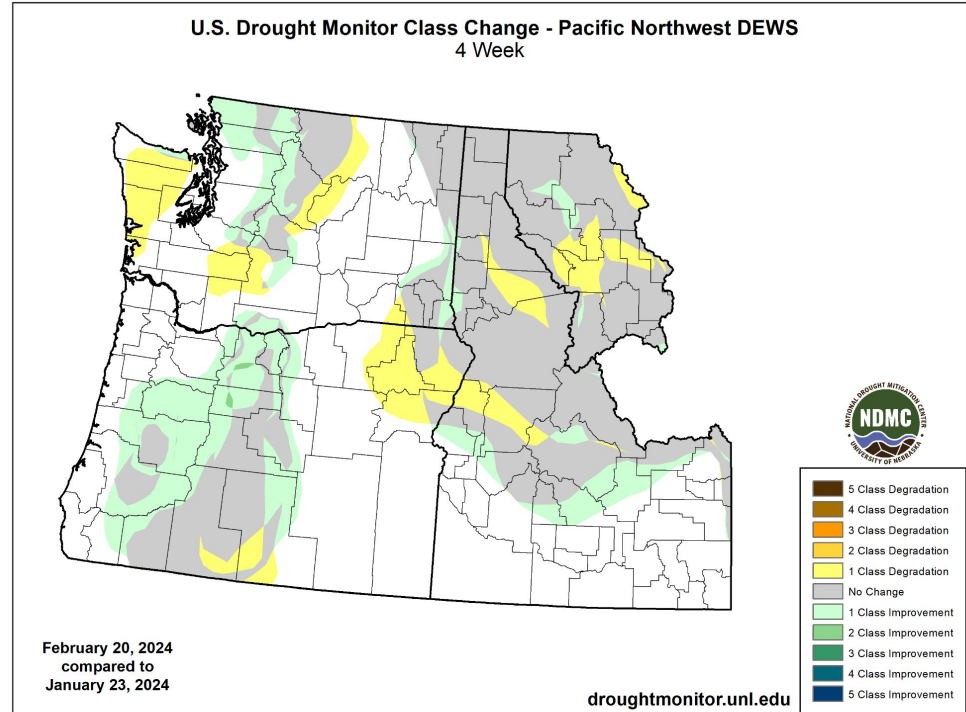 U.S. Drought Monitor Class Change - Pacific Northwest DEWS
4 Week
NATIONAL DROUGHT MITIGATION CENTER
NDMC
UNIVERSITY OF NEBRASKA
5 Class Degradation
4 Class Degradation
3 Class Degradation
2 Class Degradation
1 Class Degradation
No Change
1 Class Improvement
2 Class Improvement
3 Class Improvement
4 Class Improvement
5 Class Improvement
February 20, 2024
compared to
January 23, 2024
droughtmonitor.unl.edu